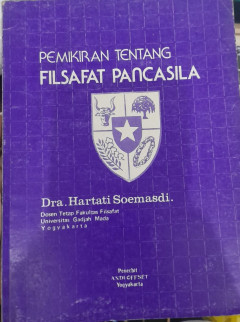 PEMIKIRAN TENTANG
FILSAFAT PANCASILA
Dra. Hartati Soemasdi.
Dosen Tetap Fakultas Filsafat
Universitas Gadjah Mada
Yogyakarta
Penerbit
ANDI OFFSET
Yogyakarta